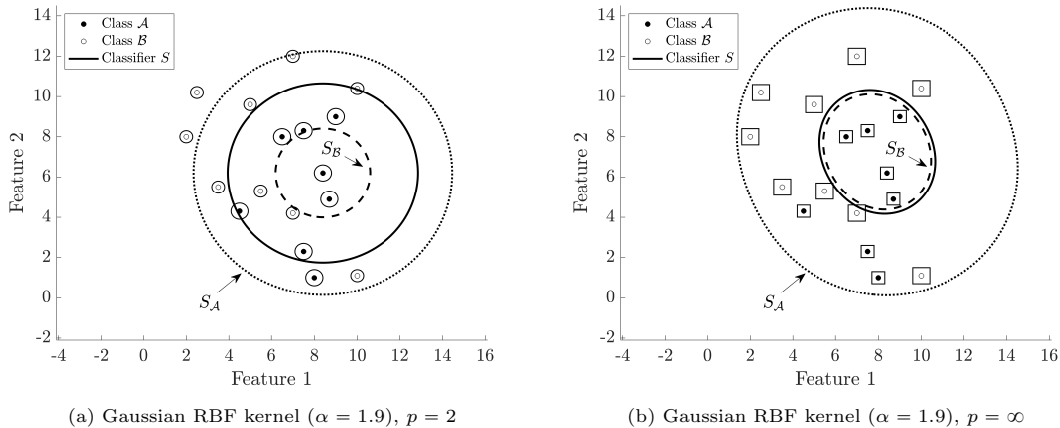 14
12
10
8
6
4
2
0
-2
-4 -2 0 2 4 6 8 10 12 14 16
Feature 2
Feature 1
Class 𝒜
Class ℬ
Classifier S
S_ℬ
S_𝒜
(a) Gaussian RBF kernel (α = 1.9), p = 2
14
12
10
8
6
4
2
0
-2
-4 -2 0 2 4 6 8 10 12 14 16
Feature 2
Feature 1
Class 𝒜
Class ℬ
Classifier S
S_ℬ
S_𝒜
(b) Gaussian RBF kernel (α = 1.9), p = ∞